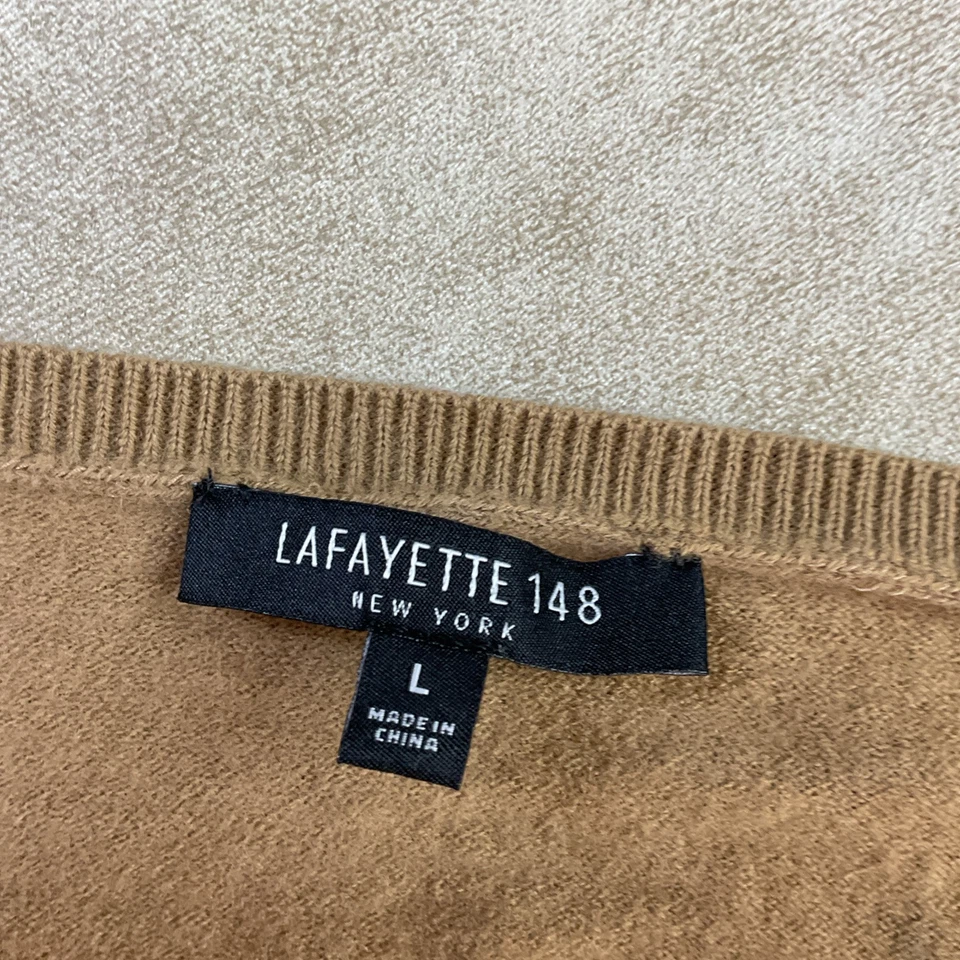 LAFAYETTE 148
NEW YORK
L
MADE IN
CHINA